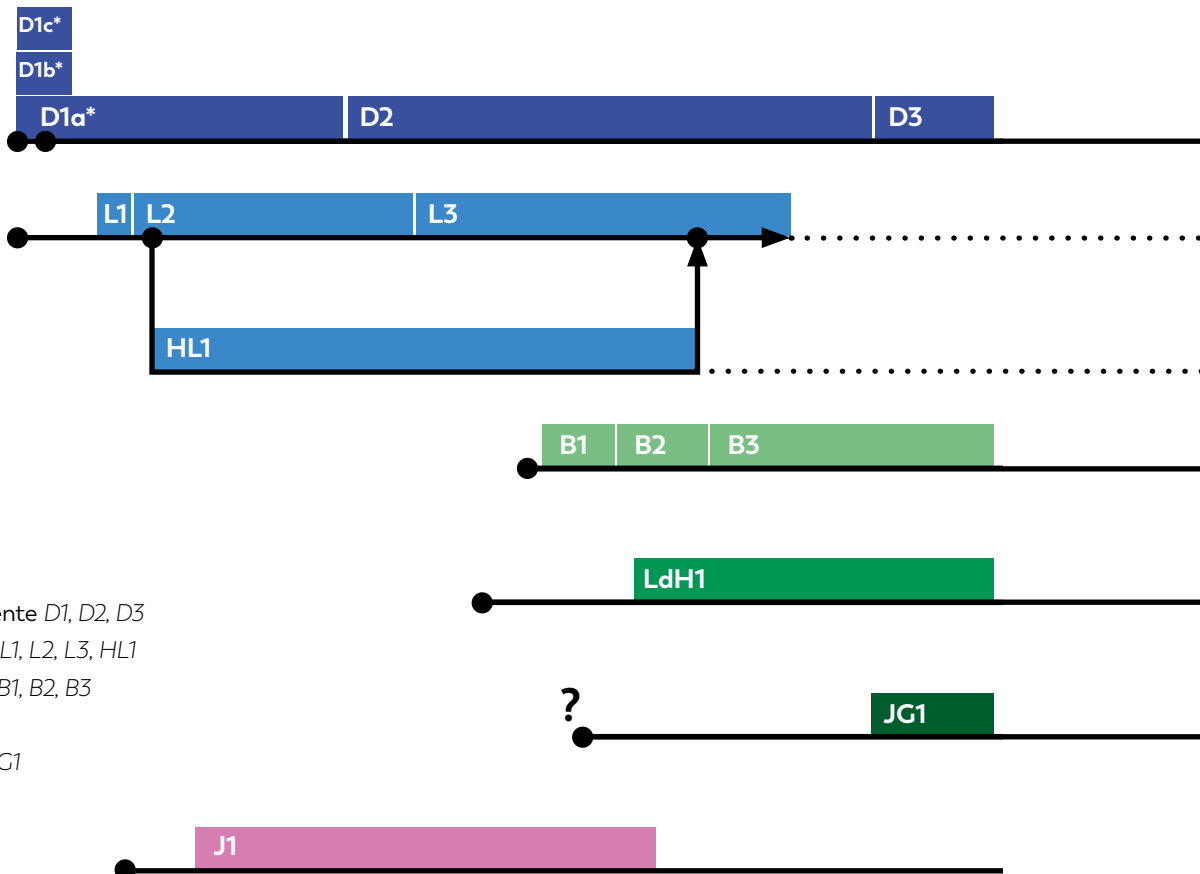 D1c*
D1b*
D1a* D2 D3
L1 L2 L3
HL1
B1 B2 B3
LdH1
ente D1, D2, D3
L1, L2, L3, HL1
B1, B2, B3
?
JG1
G1
J1